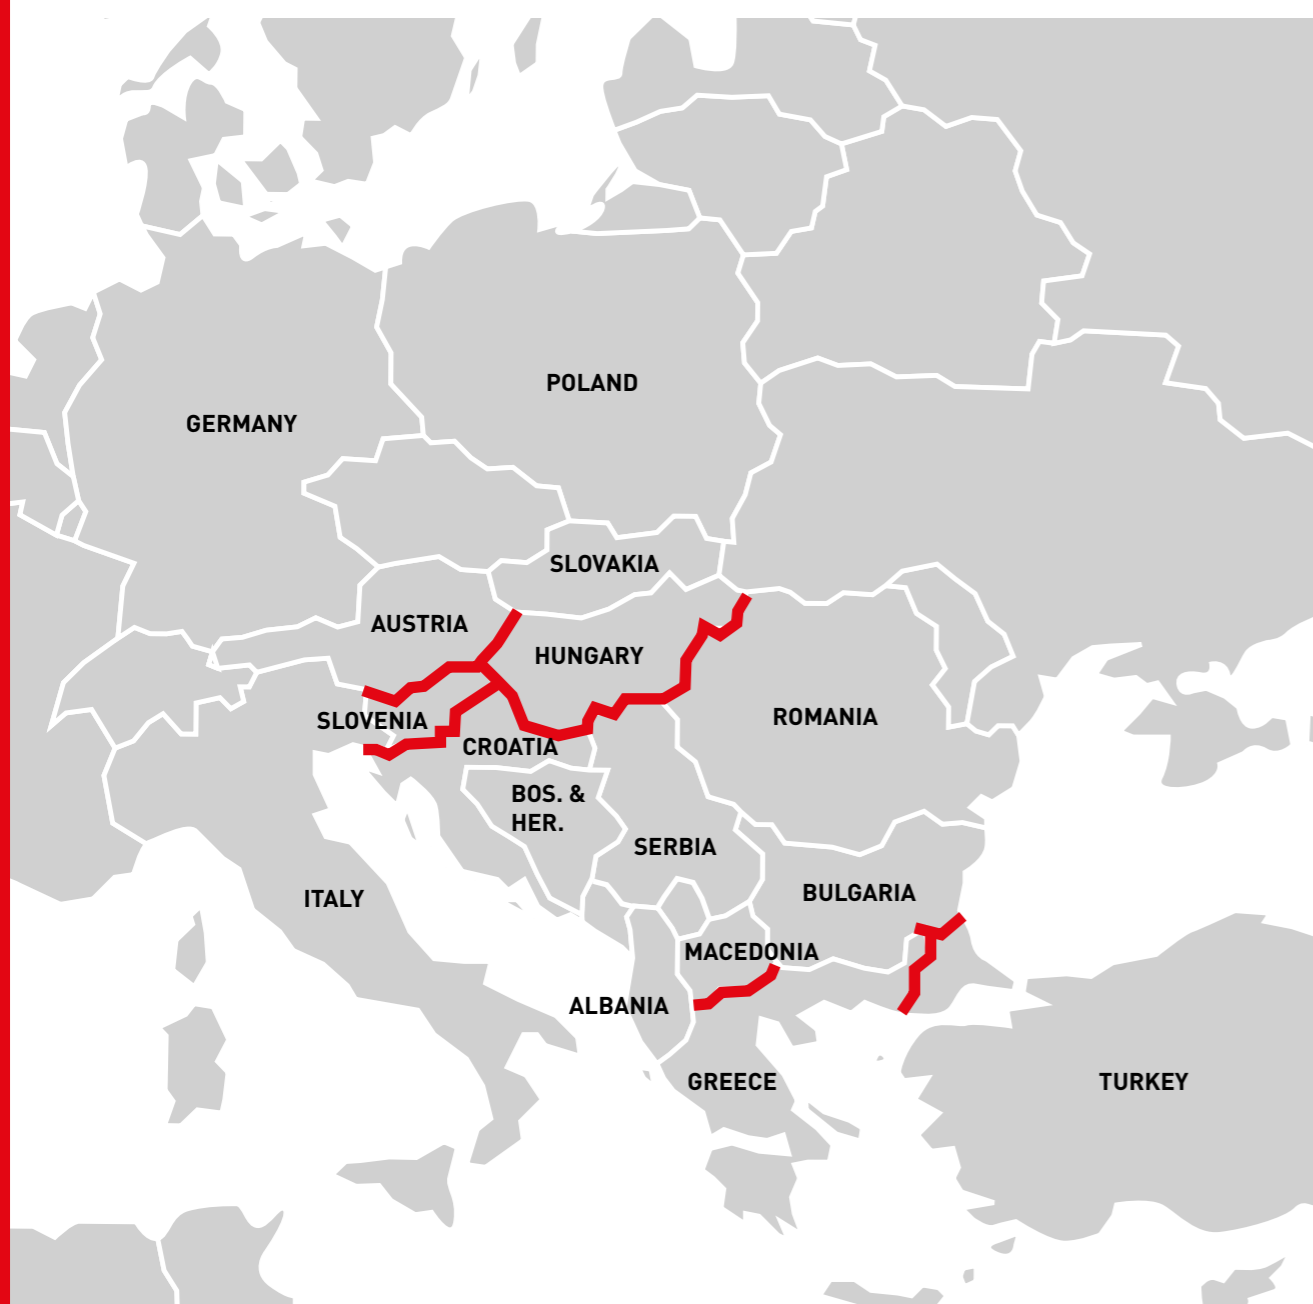 POLAND
GERMANY
SLOVAKIA
AUSTRIA
HUNGARY
SLOVENIA
ROMANIA
CROATIA
BOS. &
HER.
SERBIA
ITALY
BULGARIA
MACEDONIA
ALBANIA
GREECE
TURKEY